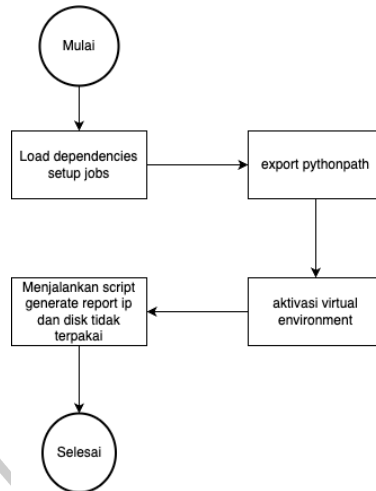 Mulai
Load dependencies
setup jobs
export pythonpath
aktivasi virtual
environment
Menjalankan script
generate report ip
dan disk tidak
terpakai
Selesai